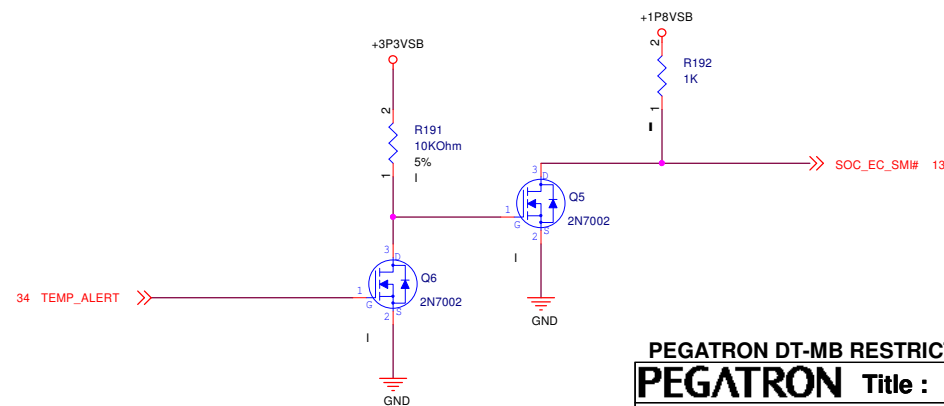 +1P8VSB
2
R192
1K
1
I
+3P3VSB
2
R191
10KOhm
5%
1
I
SOC_EC_SMI# 13
3
D
Q5
1
G
2N7002
S
2
I
GND
3
D
Q6
34 TEMP_ALERT
1
G
2N7002
S
2
I
GND
PEGATRON DT-MB RESTRICT
PEGATRON Title :